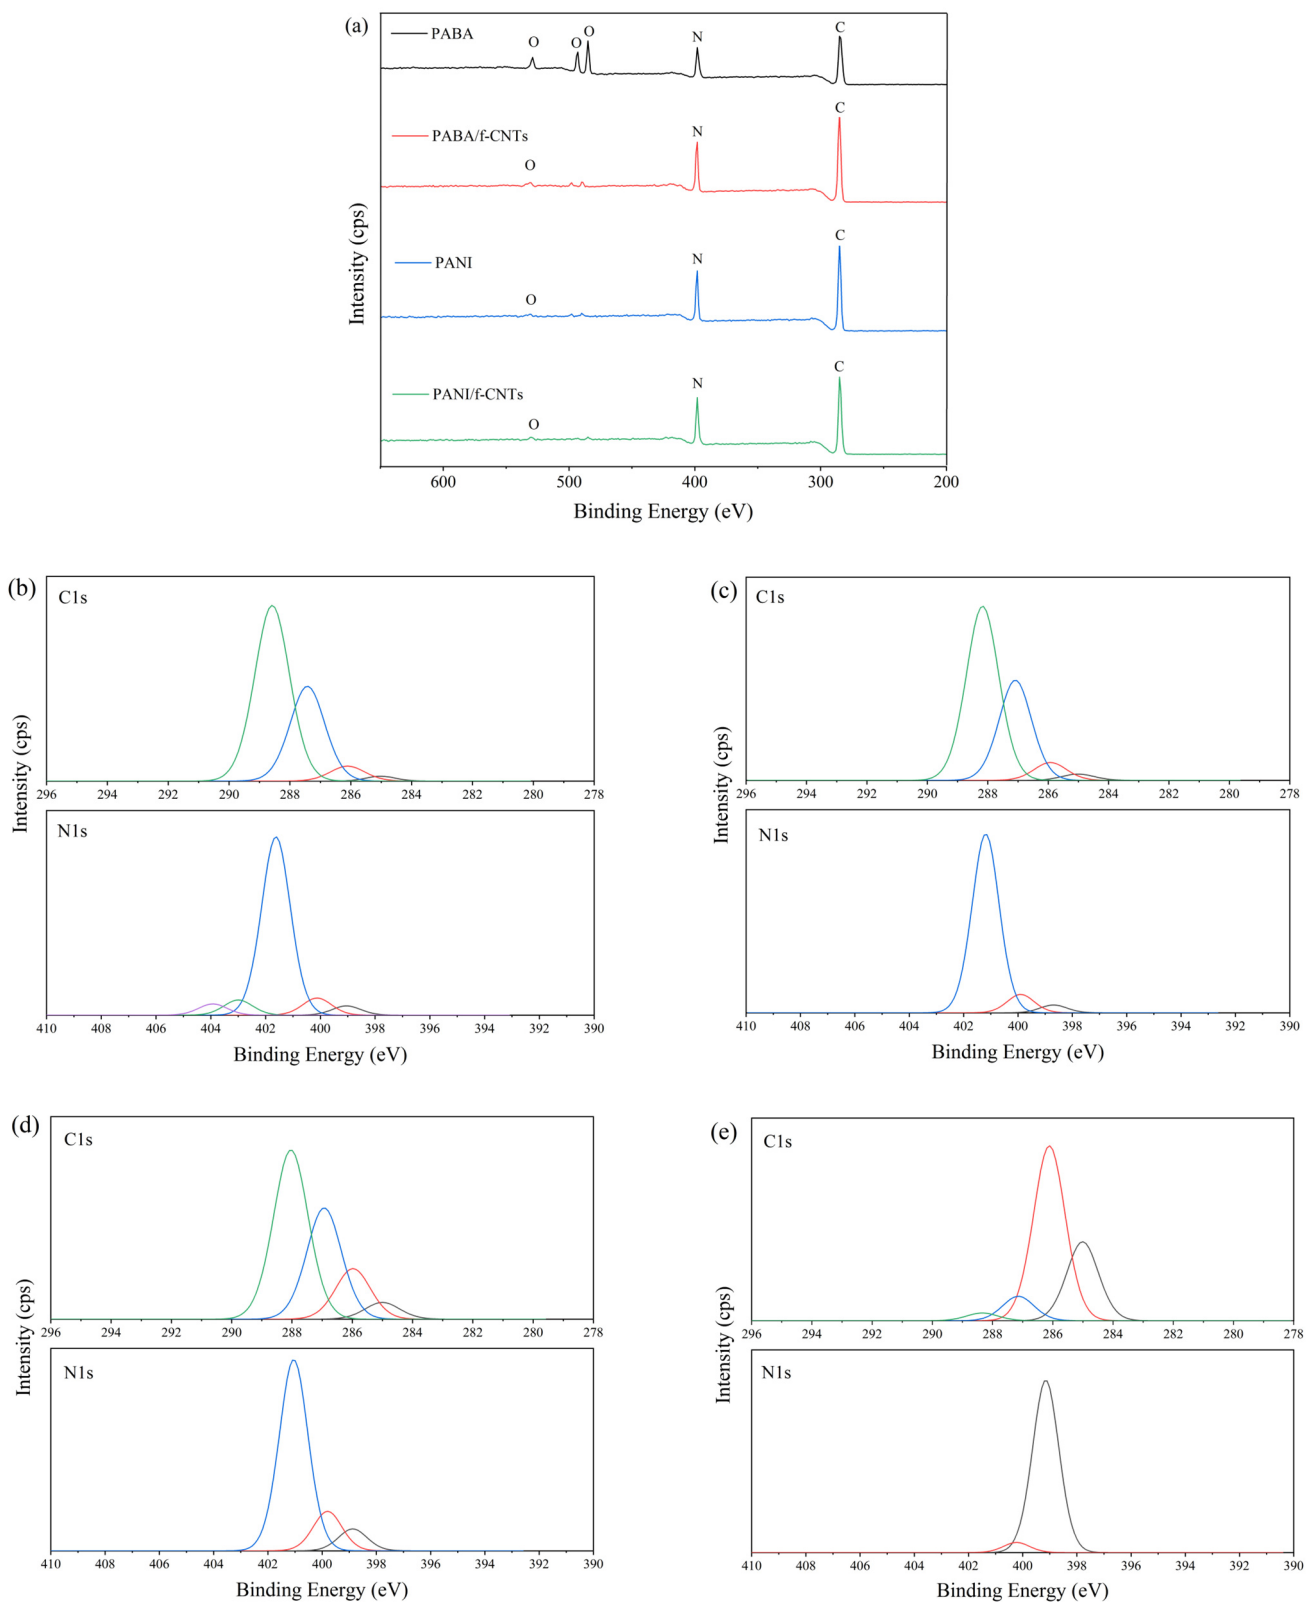 (a)
PABA
O O O N C
PABA/f-CNTs
O N C
PANI
O N C
PANI/f-CNTs
O N C
Intensity (cps)
600 500 400 300 200
Binding Energy (eV)
(b)
C1s
296 294 292 290 288 286 284 282 280 278
N1s
Intensity (cps)
410 408 406 404 402 400 398 396 394 392 390
Binding Energy (eV)
(c)
C1s
296 294 292 290 288 286 284 282 280 278
N1s
Intensity (cps)
410 408 406 404 402 400 398 396 394 392 390
Binding Energy (eV)
(d)
C1s
296 294 292 290 288 286 284 282 280 278
N1s
Intensity (cps)
410 408 406 404 402 400 398 396 394 392 390
Binding Energy (eV)
(e)
C1s
296 294 292 290 288 286 284 282 280 278
N1s
Intensity (cps)
410 408 406 404 402 400 398 396 394 392 390
Binding Energy (eV)